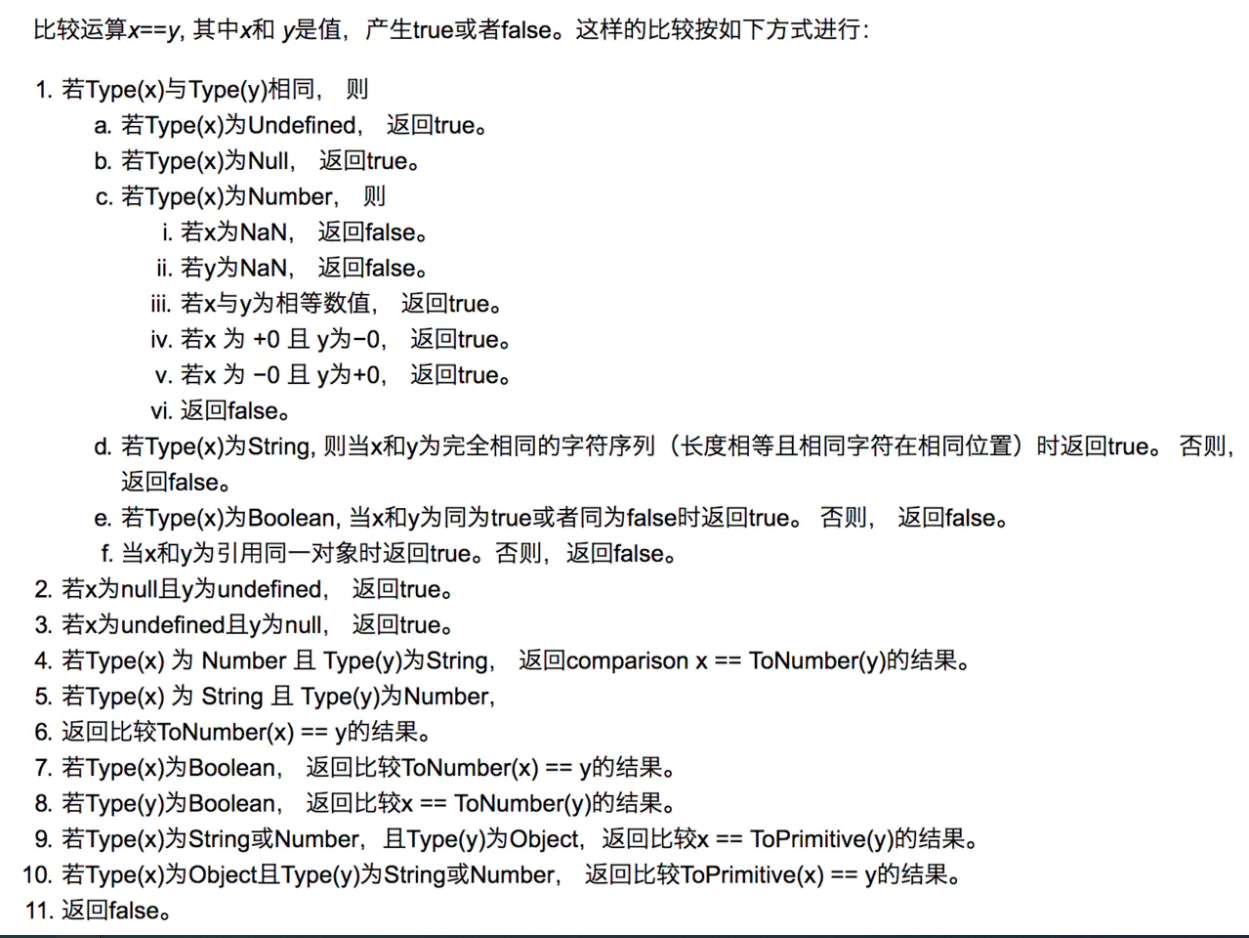 比较运算x==y, 其中x和 y是值，产生true或者false。这样的比较按如下方式进行：
1. 若Type(x)与Type(y)相同， 则
a. 若Type(x)为Undefined， 返回true。
b. 若Type(x)为Null， 返回true。
c. 若Type(x)为Number， 则
i. 若x为NaN， 返回false。
ii. 若y为NaN， 返回false。
iii. 若x与y为相等数值， 返回true。
iv. 若x 为 +0 且 y为−0， 返回true。
v. 若x 为 −0 且 y为+0， 返回true。
vi. 返回false。
d. 若Type(x)为String, 则当x和y为完全相同的字符序列（长度相等且相同字符在相同位置）时返回true。 否则，
返回false。
e. 若Type(x)为Boolean, 当x和y为同为true或者同为false时返回true。 否则， 返回false。
f. 当x和y为引用同一对象时返回true。否则，返回false。
2. 若x为null且y为undefined， 返回true。
3. 若x为undefined且y为null， 返回true。
4. 若Type(x) 为 Number 且 Type(y)为String， 返回comparison x == ToNumber(y)的结果。
5. 若Type(x) 为 String 且 Type(y)为Number,
6. 返回比较ToNumber(x) == y的结果。
7. 若Type(x)为Boolean， 返回比较ToNumber(x) == y的结果。
8. 若Type(y)为Boolean， 返回比较x == ToNumber(y)的结果。
9. 若Type(x)为String或Number，且Type(y)为Object，返回比较x == ToPrimitive(y)的结果。
10. 若Type(x)为Object且Type(y)为String或Number， 返回比较ToPrimitive(x) == y的结果。
11. 返回false。